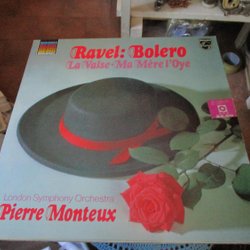 Ravel: Bolero
La Valse · Ma Mère l'Oye
London Symphony Orchestra
Pierre Monteux